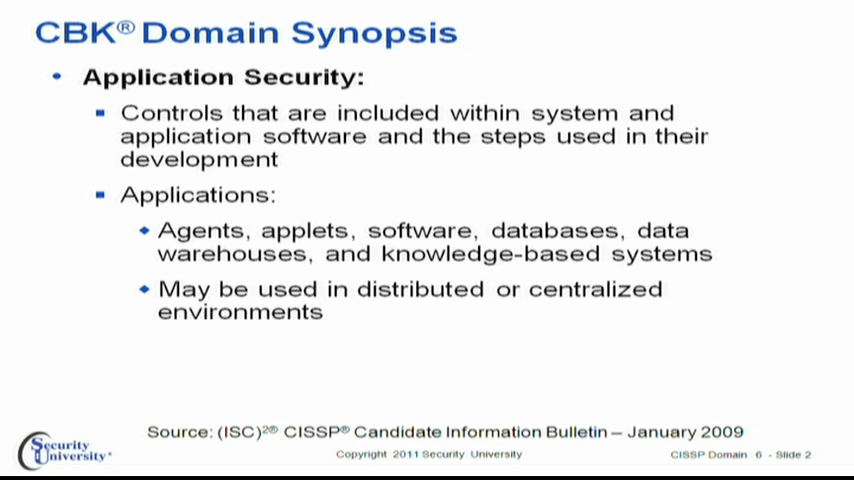 CBK® Domain Synopsis
• Application Security:
▪ Controls that are included within system and
application software and the steps used in their
development
▪ Applications:
◆ Agents, applets, software, databases, data
warehouses, and knowledge-based systems
◆ May be used in distributed or centralized
environments
Source: (ISC)²® CISSP® Candidate Information Bulletin – January 2009
Security
University
Copyright 2011 Security University
CISSP Domain 6 - Slide 2